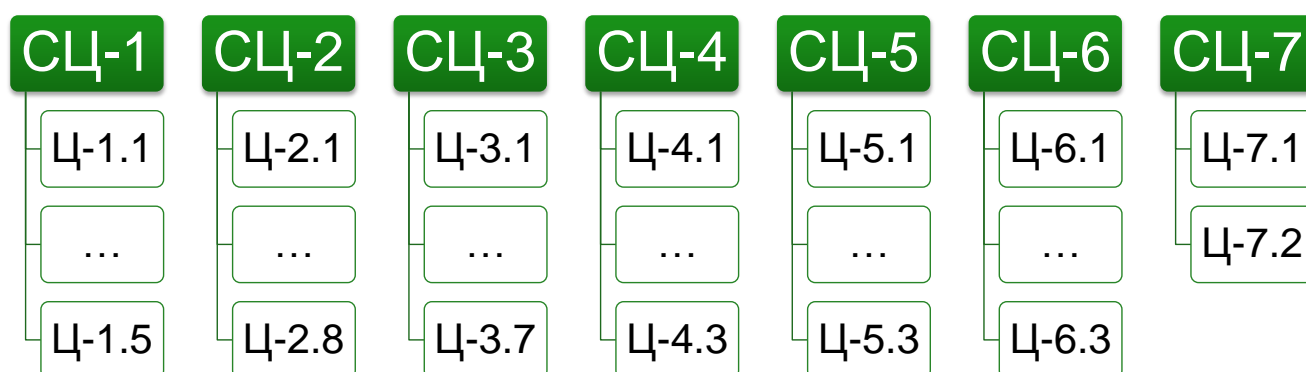 СЦ-1 СЦ-2 СЦ-3 СЦ-4 СЦ-5 СЦ-6 СЦ-7
Ц-1.1 Ц-2.1 Ц-3.1 Ц-4.1 Ц-5.1 Ц-6.1 Ц-7.1
... ... ... ... ... ... Ц-7.2
Ц-1.5 Ц-2.8 Ц-3.7 Ц-4.3 Ц-5.3 Ц-6.3